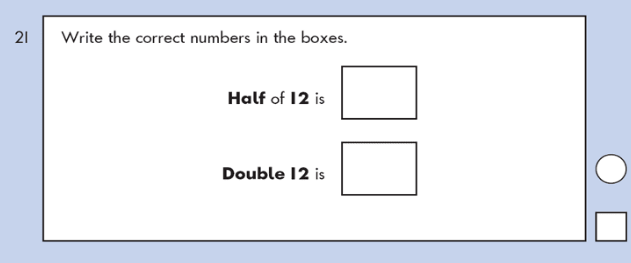 21 Write the correct numbers in the boxes.
Half of 12 is
Double 12 is